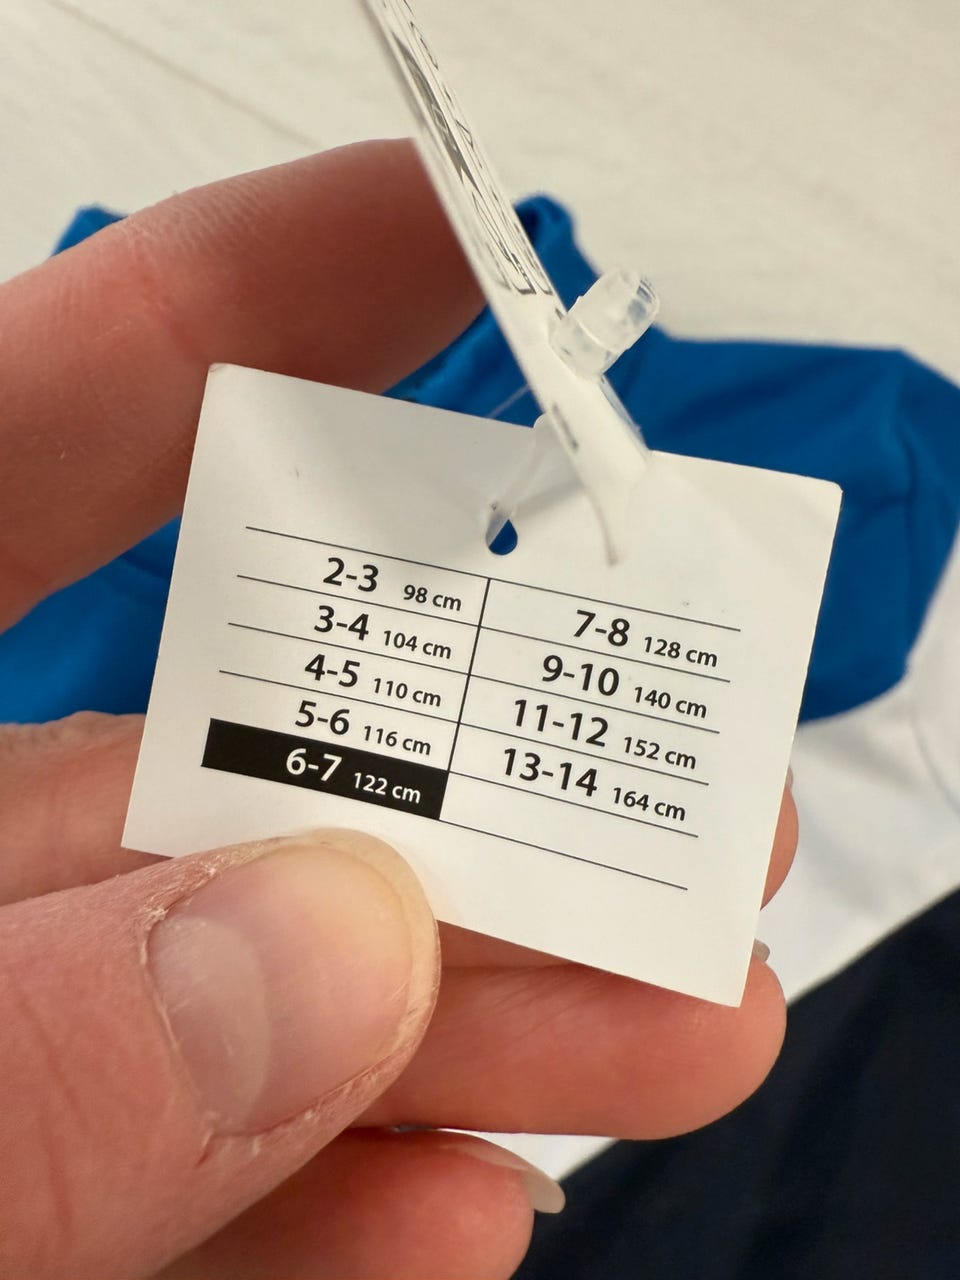 2-3 98 cm
3-4 104 cm
4-5 110 cm
5-6 116 cm
6-7 122 cm
7-8 128 cm
9-10 140 cm
11-12 152 cm
13-14 164 cm